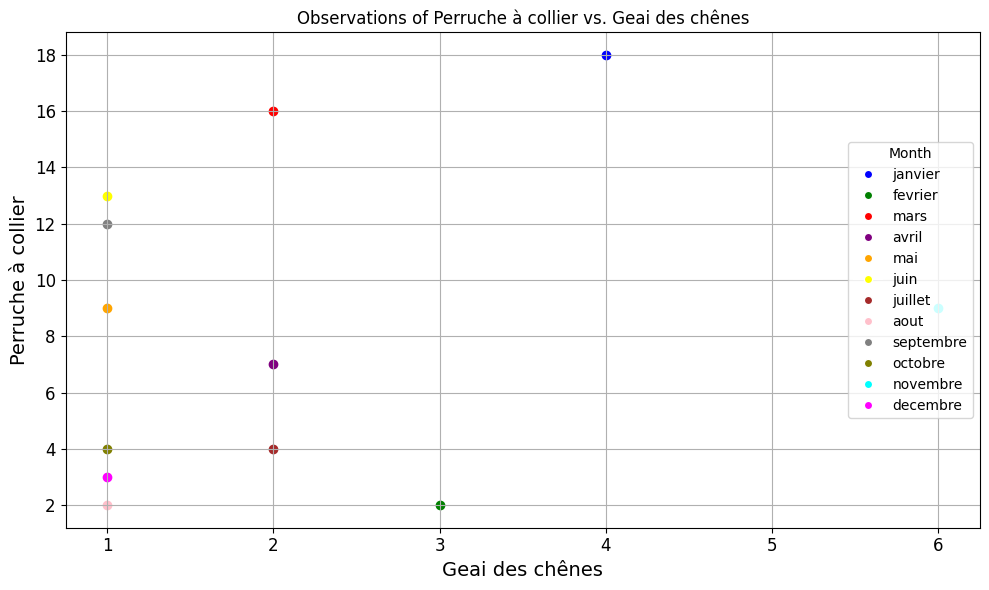 Observations of Perruche à collier vs. Geai des chênes
Perruche à collier
18
16
14
12
10
8
6
4
2
Month
janvier
fevrier
mars
avril
mai
juin
juillet
aout
septembre
octobre
novembre
decembre
1 2 3 4 5 6
Geai des chênes